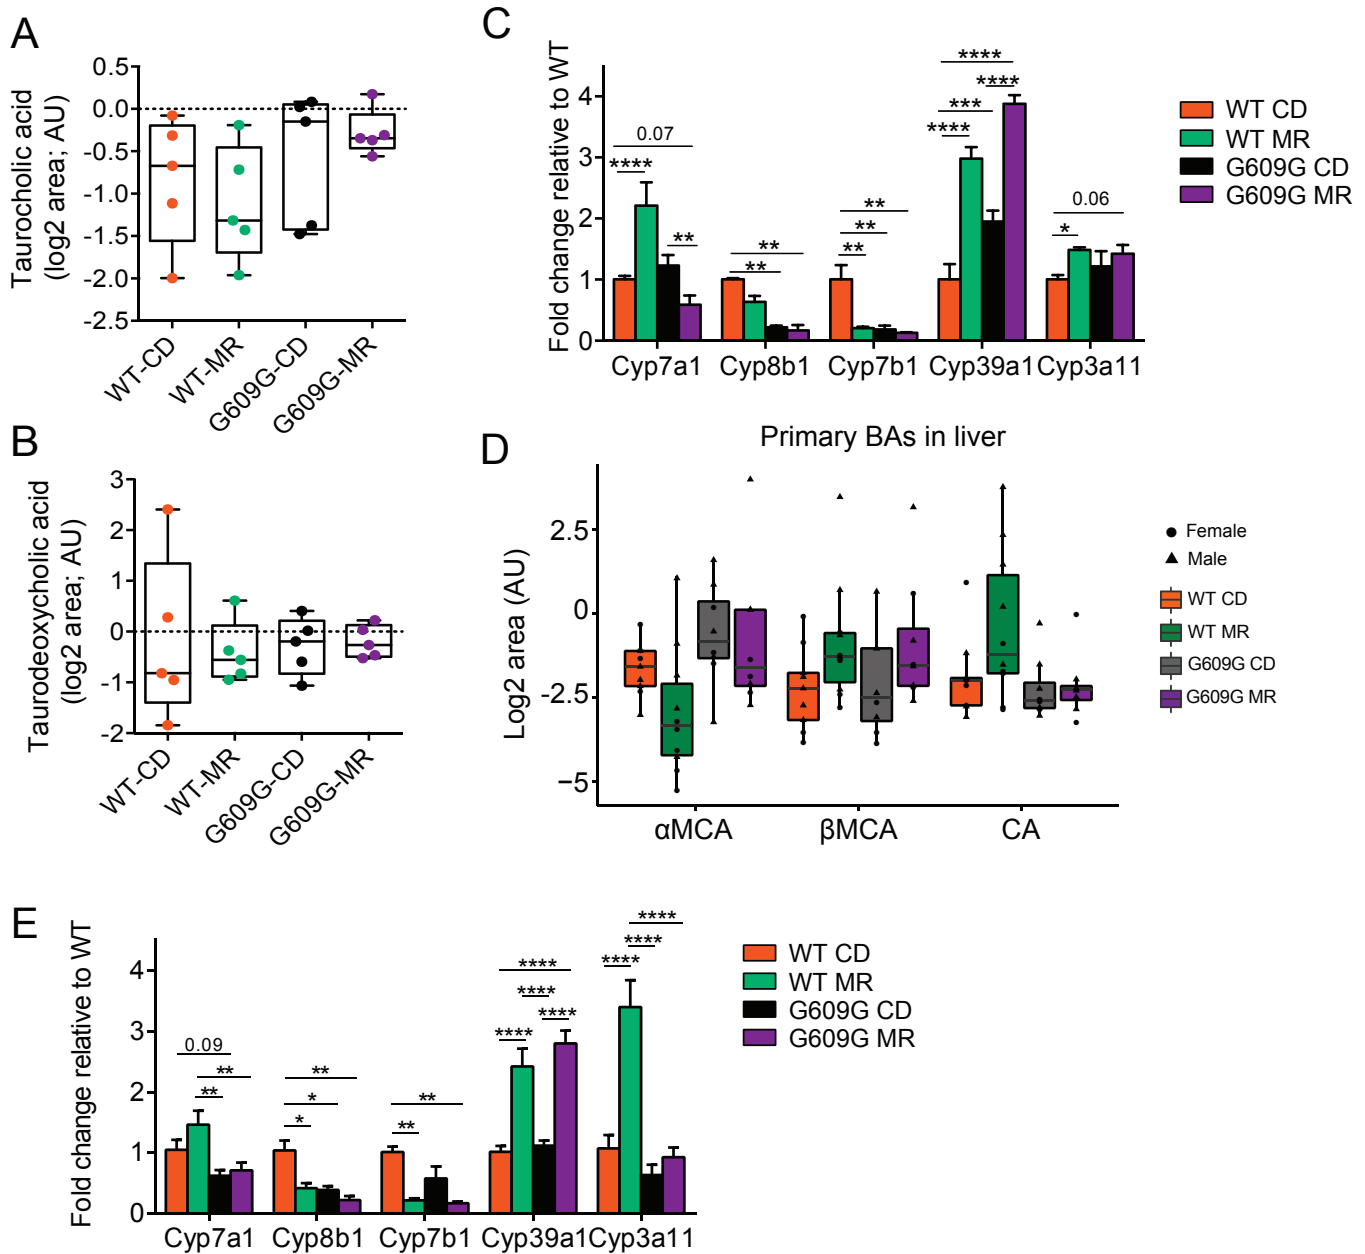 A
Taurocholic acid
(log2 area; AU)
0.5
0.0
-0.5
-1.0
-1.5
-2.0
-2.5
WT-CD
WT-MR
G609G-CD
G609G-MR
C
Fold change relative to WT
4
3
2
1
0
0.07
****
**
**
**
**
**
**
****
****
***
****
0.06
*
Cyp7a1
Cyp8b1
Cyp7b1
Cyp39a1
Cyp3a11
WT CD
WT MR
G609G CD
G609G MR
B
Taurodeoxycholic acid
(log2 area; AU)
3
2
1
0
-1
-2
WT-CD
WT-MR
G609G-CD
G609G-MR
D
Primary BAs in liver
Log2 area (AU)
2.5
0
−2.5
−5
αMCA
βMCA
CA
Female
Male
WT CD
WT MR
G609G CD
G609G MR
E
Fold change relative to WT
4
3
2
1
0
0.09
**
**
**
*
*
**
**
****
****
****
****
****
****
****
Cyp7a1
Cyp8b1
Cyp7b1
Cyp39a1
Cyp3a11
WT CD
WT MR
G609G CD
G609G MR